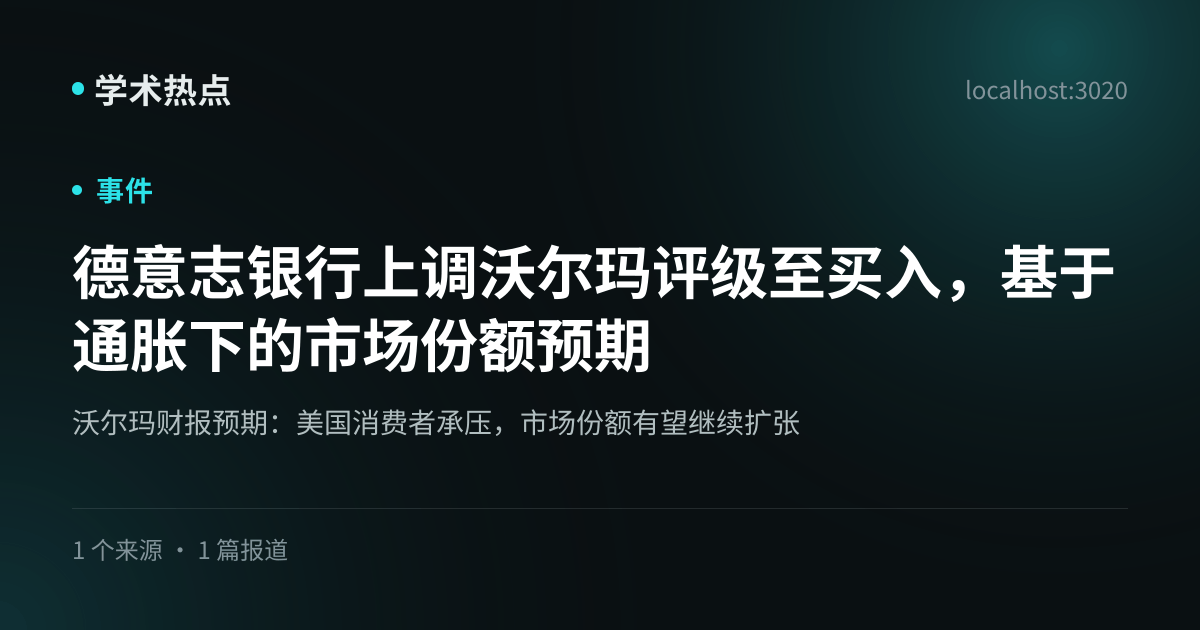 学术热点
localhost:3020
事件
德意志银行上调沃尔玛评级至买入，基于
通胀下的市场份额预期
沃尔玛财报预期：美国消费者承压，市场份额有望继续扩张
1 个来源 · 1 篇报道